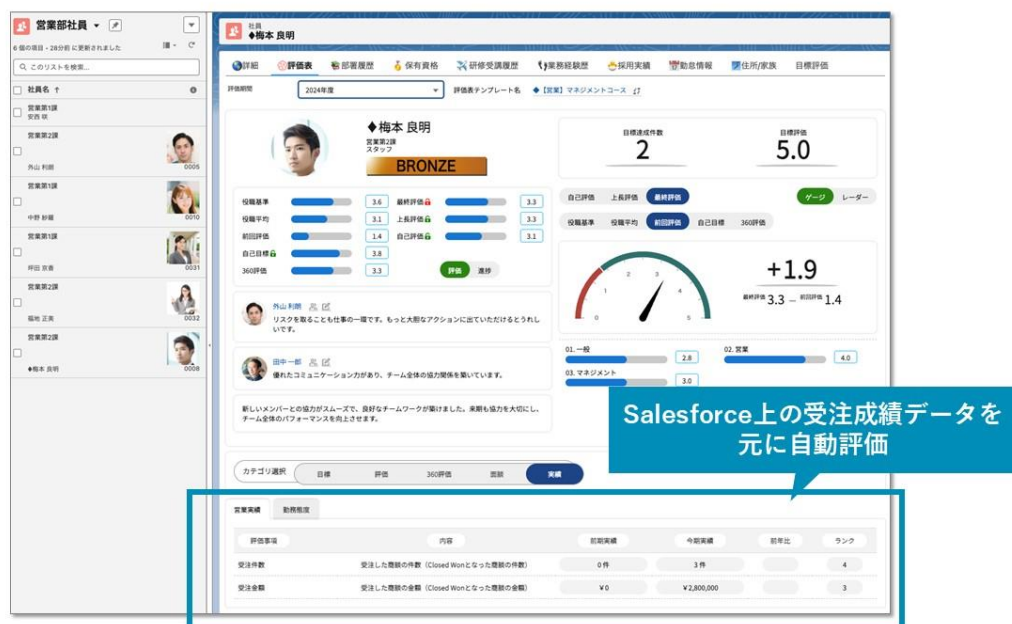 営業部社員
6 個の項目・28分前 に更新されました
このリストを検索...
社員名 ↑
営業第1課
安西 咲
営業第2課
外山 利朗
0005
営業第1課
中野 紗羅
0010
営業第1課
坪田 京香
0031
営業第2課
菊地 正美
0032
営業第2課
♦梅本 良明
0008
社員
♦梅本 良明
詳細 評価表 部署履歴 保有資格 研修受講履歴 業務経験歴 採用実績 勤怠情報 住所/家族 目標評価
評価期間 2024年度 評価表テンプレート名 ◆【営業】マネジメントコース
♦梅本 良明
営業第2課
スタッフ
BRONZE
目標達成件数 目標評価
2 5.0
役職基準 3.6 最終評価 3.3
役職平均 3.1 上長評価 3.3
前回評価 1.4 自己評価 3.1
自己目標 3.8
360評価 3.3 評価 進捗
自己評価 上長評価 最終評価 ゲージ レーダー
役職基準 役職平均 前回評価 自己目標 360評価
0 1 2 3 4 5
+1.9
最終評価 3.3 − 前回評価 1.4
外山 利朗
リスクを取ることも仕事の一環です。もっと大胆なアクションに出ていただけるとうれし
いです。
田中 一郎
優れたコミュニケーション力があり、チーム全体の協力関係を築いています。
新しいメンバーとの協力がスムーズで、良好なチームワークが築けました。来期も協力を大切にし、
チーム全体のパフォーマンスを向上させます。
01. 一般 2.8 02. 営業 4.0
03. マネジメント 3.0
Salesforce上の受注成績データを
元に自動評価
カテゴリ選択 目標 評価 360評価 面談 実績
営業実績 勤務態度
評価事項 内容 前期実績 今期実績 前年比 ランク
受注件数 受注した商談の件数（Closed Wonとなった商談の件数） 0 件 3 件 4
受注金額 受注した商談の金額（Closed Wonとなった商談の金額） ¥0 ¥2,800,000 3